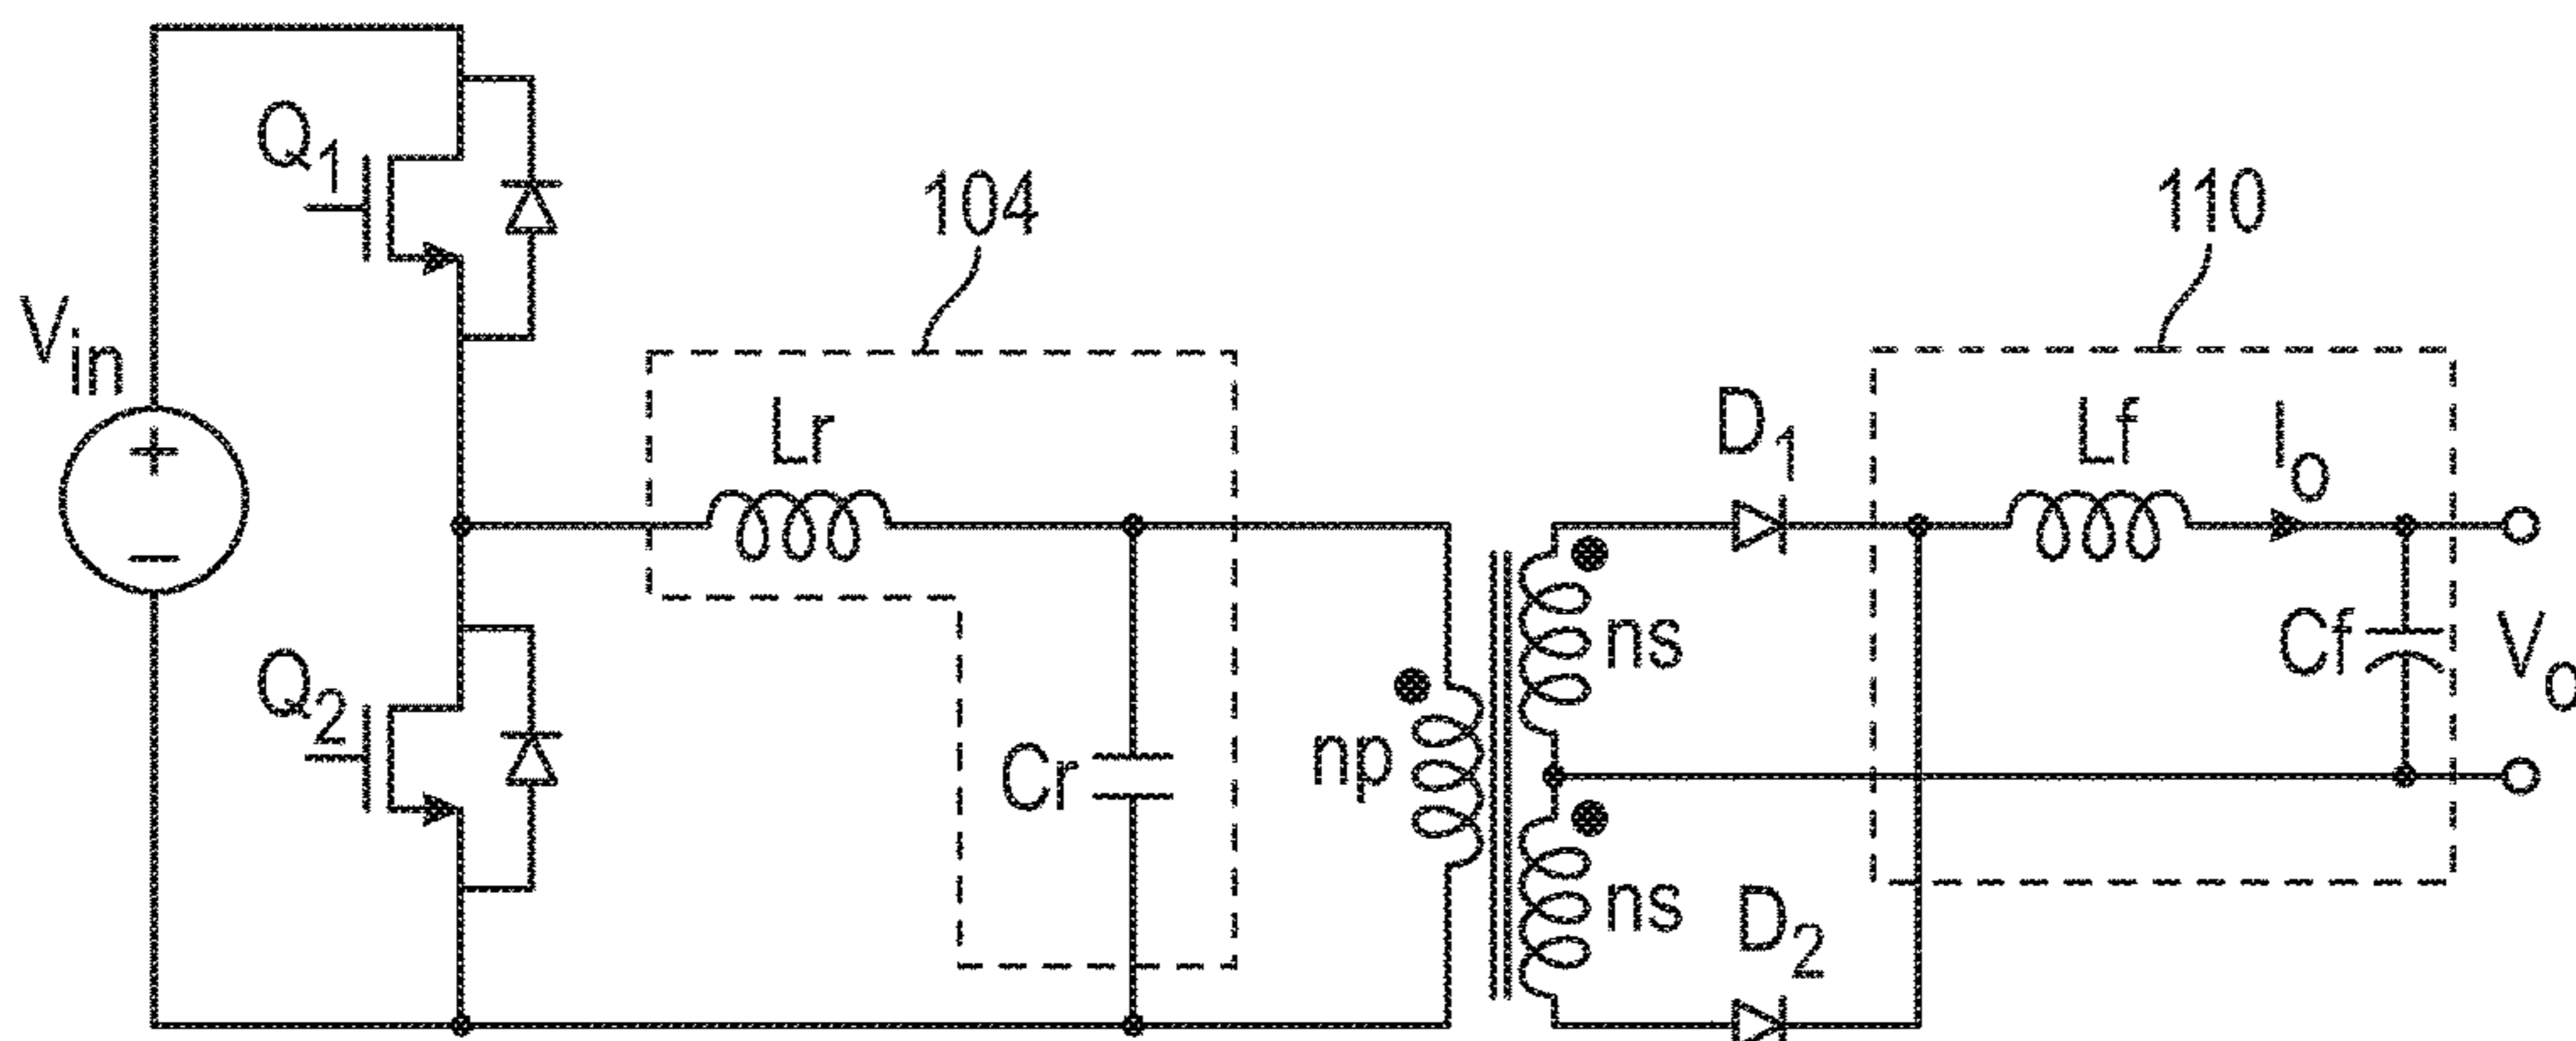 Q1
104
110
Vin
+
−
Lr
D1
Lf
Io
Q2
Cr
np
ns
Cf
Vo
ns
D2